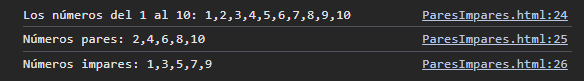 Los números del 1 al 10: 1,2,3,4,5,6,7,8,9,10 ParesImpares.html:24
Números pares: 2,4,6,8,10 ParesImpares.html:25
Números impares: 1,3,5,7,9 ParesImpares.html:26